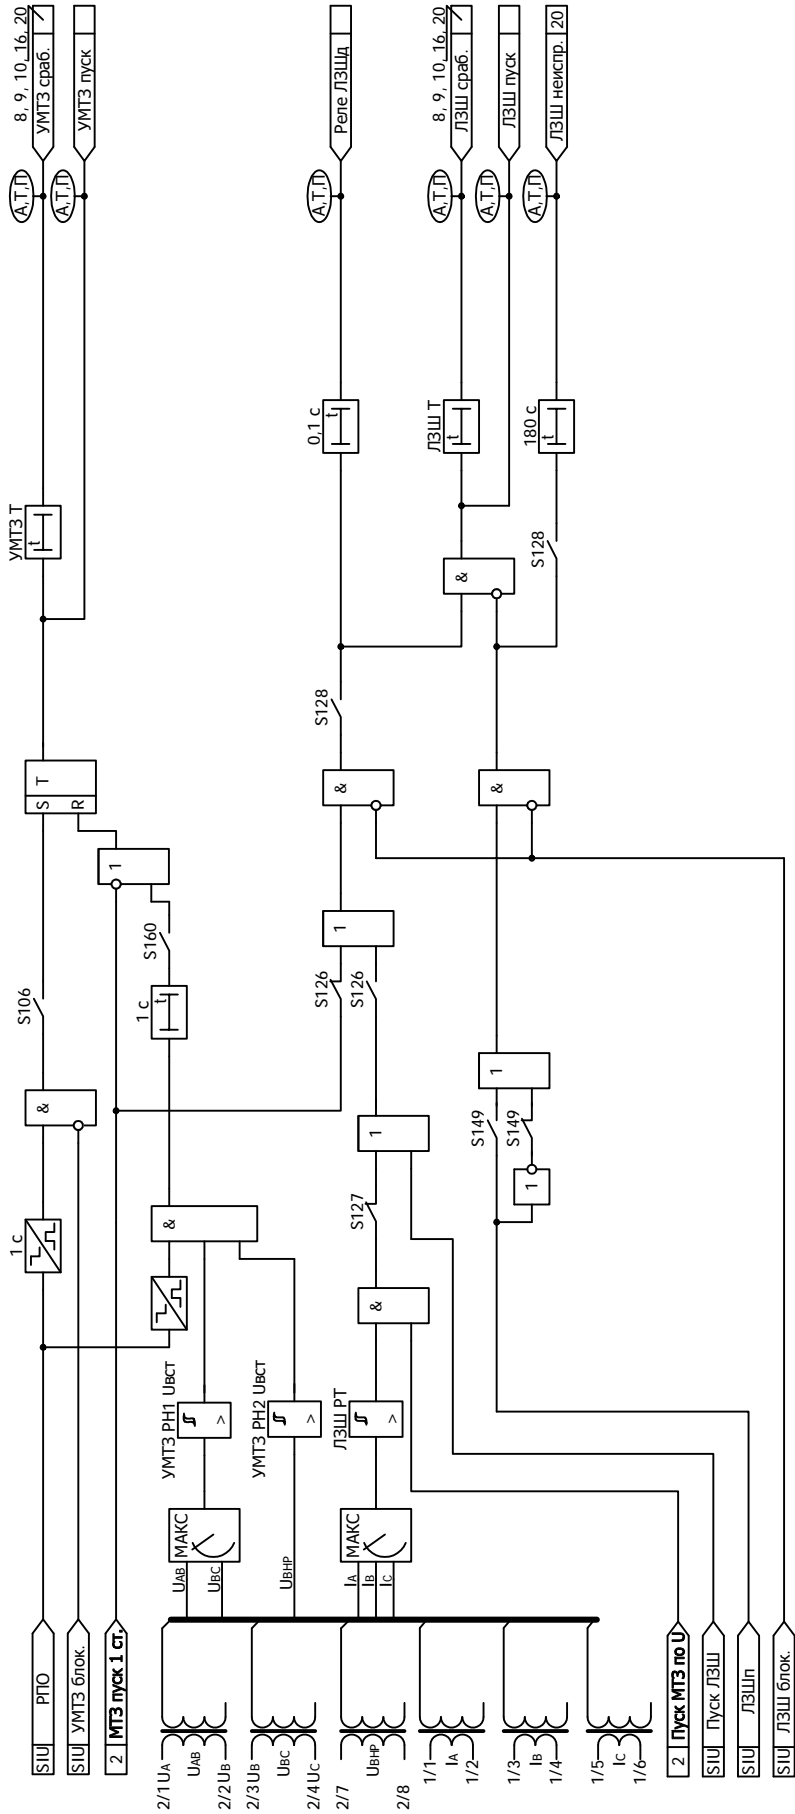 8, 9, 10, 16, 20
УМТЗ сраб.
УМТЗ пуск
А,Т,П
А,Т,П
УМТЗ Т
t
S T
R
1
S160
1 с
t
S106
&
1 с
&
УМТЗ РН1 Uвст
>
УМТЗ РН2 Uвст
>
МАКС
UAB
UBC
UВНР
SIU РПО
SIU УМТЗ блок.
2 МТЗ пуск 1 ст.
Реле ЛЗШд
А,Т,П
0,1 с
t
S128
&
1
S126
S126
1
S127
&
ЛЗШ РТ
>
МАКС
IA
IB
IC
8, 9, 10, 16, 20
ЛЗШ сраб.
ЛЗШ пуск
ЛЗШ неиспр. 20
А,Т,П
А,Т,П
А,Т,П
ЛЗШ Т
t
180 с
t
&
S128
&
1
S149
S149
1
2/1 UA
UAB
2/2 UB
2/3 UB
UBC
2/4 UC
2/7
UВНР
2/8
1/1
IA
1/2
1/3
IB
1/4
1/5
IC
1/6
2 Пуск МТЗ по U
SIU Пуск ЛЗШ
SIU ЛЗШп
SIU ЛЗШ блок.